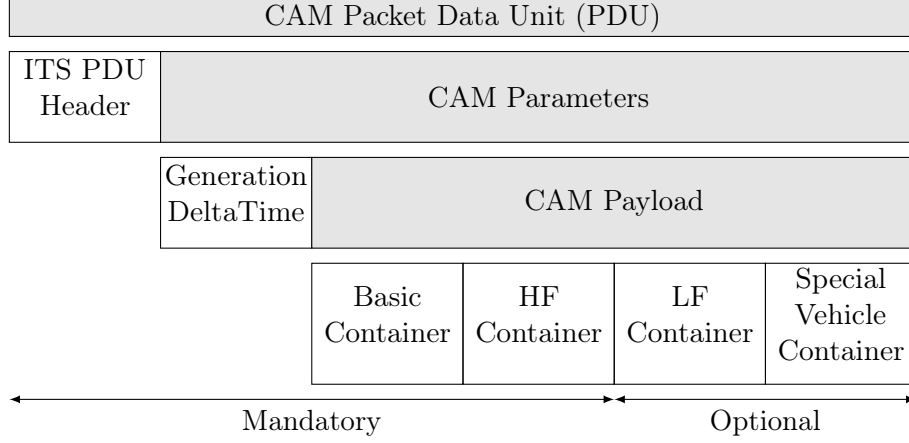 CAM Packet Data Unit (PDU)
ITS PDU
Header
CAM Parameters
Generation
DeltaTime
CAM Payload
Basic
Container
HF
Container
LF
Container
Special
Vehicle
Container
Mandatory
Optional